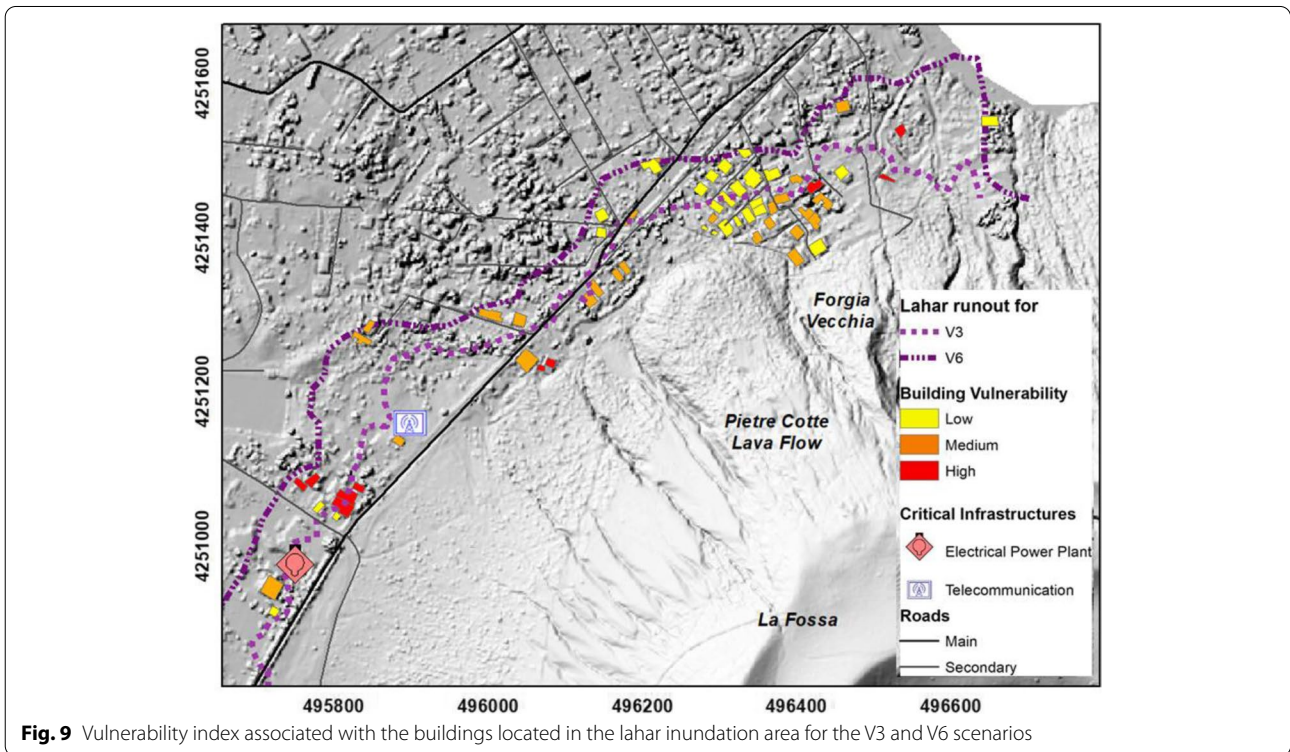 4251600
4251400
4251200
4251000
Forgia
Vecchia
Pietre Cotte
Lava Flow
La Fossa
Lahar runout for
V3
V6
Building Vulnerability
Low
Medium
High
Critical Infrastructures
Electrical Power Plant
Telecommunication
Roads
Main
Secondary
495800 496000 496200 496400 496600
Fig. 9 Vulnerability index associated with the buildings located in the lahar inundation area for the V3 and V6 scenarios